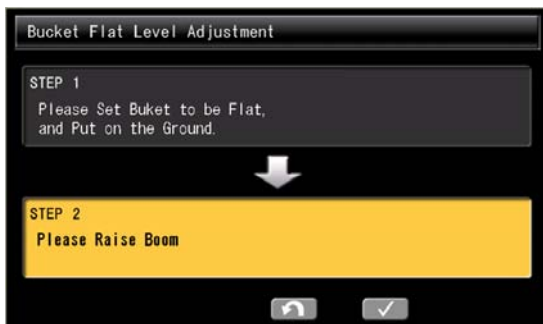 Bucket Flat Level Adjustment
STEP 1
Please Set Buket to be Flat,
and Put on the Ground.
STEP 2
Please Raise Boom